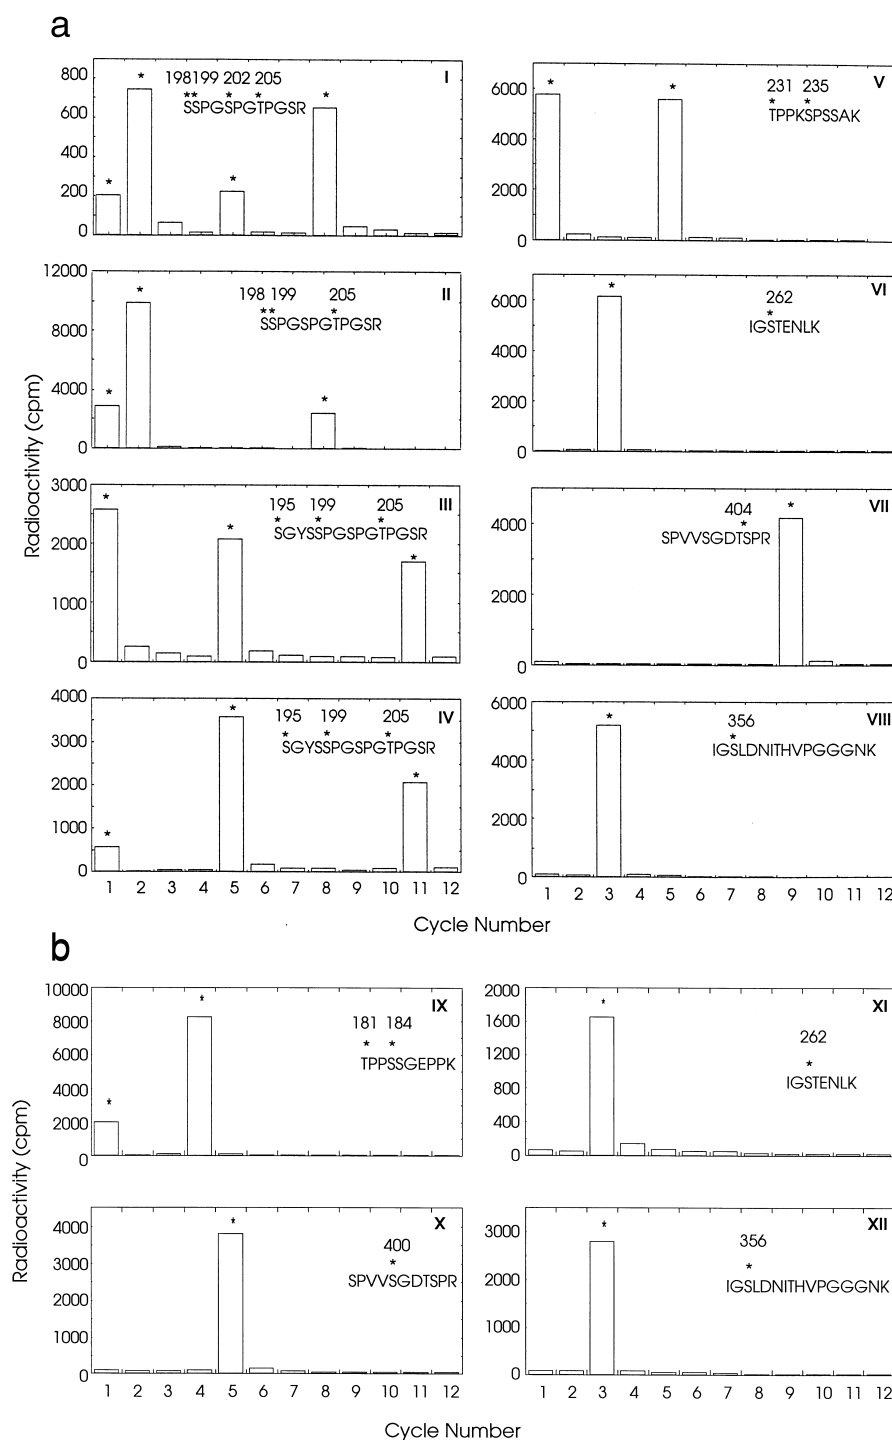 a
I
198199 202 205
* ** * * *
SSPGSPGTPGSR
*
*
800
600
400
200
0
V
231 235
* * * *
TPPKSPSSAK
6000
4000
2000
0
II
198 199 205
* ** *
SSPGSPGTPGSR
*
*
12000
8000
4000
0
VI
262
* *
IGSTENLK
6000
4000
2000
0
Radioactivity (cpm)
III
195 199 205
* * * *
SGYSSPGSPGTPGSR
*
*
3000
2000
1000
0
VII
404
* *
SPVVSGDTSPR
4000
2000
0
IV
195 199 205
* * * *
SGYSSPGSPGTPGSR
*
*
4000
3000
2000
1000
0
1 2 3 4 5 6 7 8 9 10 11 12
VIII
356
* *
IGSLDNITHVPGGGNK
6000
4000
2000
0
1 2 3 4 5 6 7 8 9 10 11 12
Cycle Number
b
IX
181 184
* * *
TPPSSGEPPK
*
10000
8000
6000
4000
2000
0
XI
262
* *
IGSTENLK
2000
1600
1200
800
400
0
Radioactivity (cpm)
X
400
* *
SPVVSGDTSPR
4000
3000
2000
1000
0
1 2 3 4 5 6 7 8 9 10 11 12
XII
356
* *
IGSLDNITHVPGGGNK
3000
2000
1000
0
1 2 3 4 5 6 7 8 9 10 11 12
Cycle Number